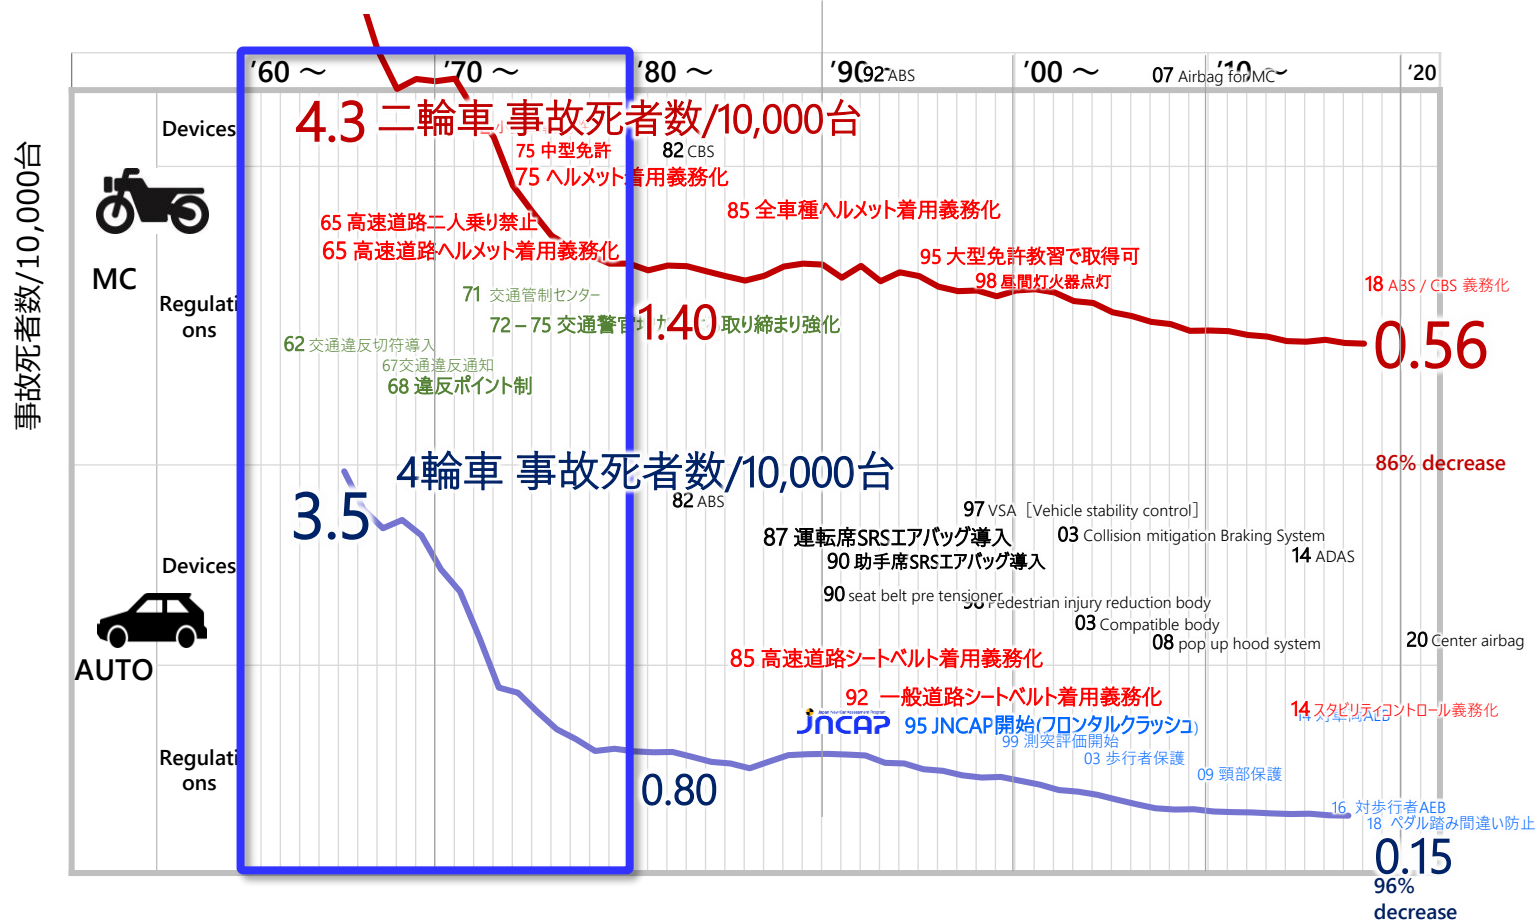 '60 ～
'70 ～
'80 ～
'90
92 ABS
'00 ～
07 Airbag for MC
'10 ～
'20
事故死者数/10,000台
Devices
4.3 二輪車 事故死者数/10,000台
75 中型免許
82 CBS
75 ヘルメット着用義務化
85 全車種ヘルメット着用義務化
65 高速道路二人乗り禁止
65 高速道路ヘルメット着用義務化
95 大型免許教習で取得可
98 昼間灯火器点灯
18 ABS / CBS 義務化
MC
Regulati
ons
71 交通管制センター
72－75 交通警官
取り締まり強化
1.40
0.56
62 交通違反切符導入
67交通違反通知
68 違反ポイント制
86% decrease
4輪車 事故死者数/10,000台
3.5
82 ABS
97 VSA［Vehicle stability control］
87 運転席SRSエアバッグ導入
03 Collision mitigation Braking System
90 助手席SRSエアバッグ導入
14 ADAS
Devices
90 seat belt pre tensioner
98 Pedestrian injury reduction body
03 Compatible body
08 pop up hood system
20 Center airbag
AUTO
85 高速道路シートベルト着用義務化
92 一般道路シートベルト着用義務化
14 スタビリティコントロール義務化
Japan New Car Assessment Program
JNCAP
95 JNCAP開始(フロンタルクラッシュ)
99 測突評価開始
03 歩行者保護
09 頸部保護
Regulati
ons
0.80
16 対歩行者AEB
18 ペダル踏み間違い防止
0.15
96%
decrease